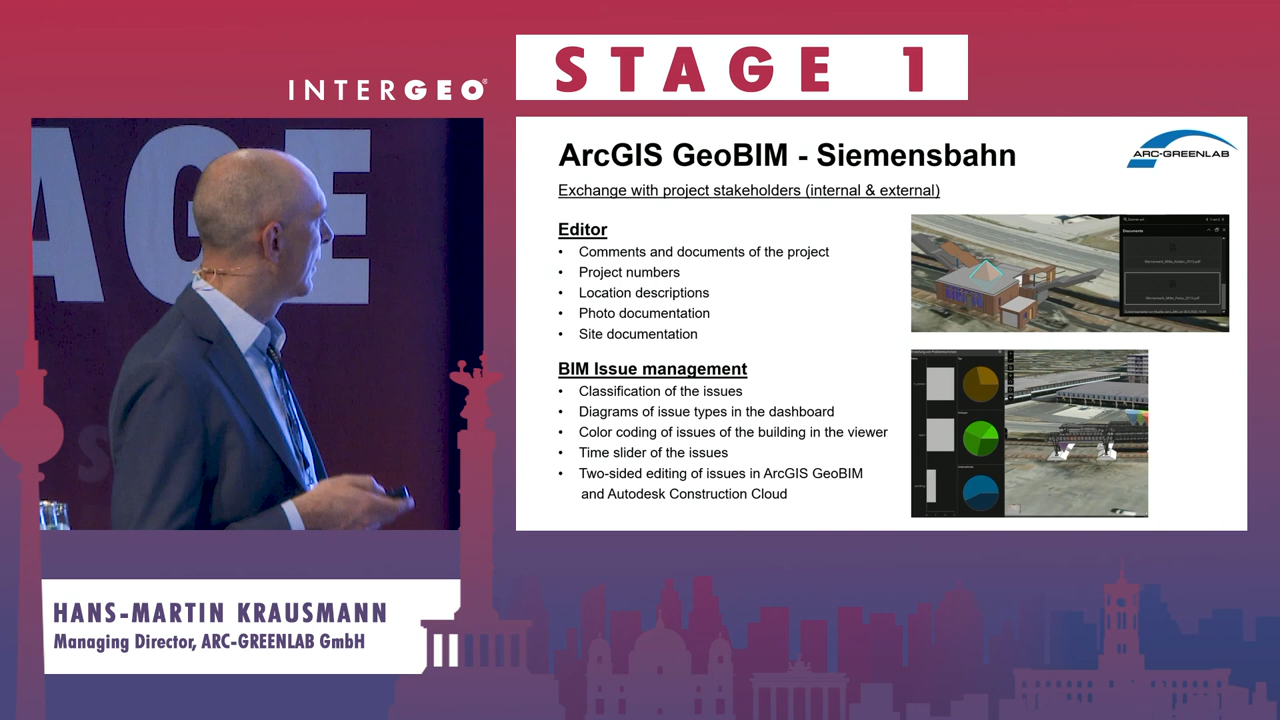 STAGE 1
INTERGEO®
AGE
ArcGIS GeoBIM - Siemensbahn
ARC-GREENLAB
Exchange with project stakeholders (internal & external)
Editor
• Comments and documents of the project
• Project numbers
• Location descriptions
• Photo documentation
• Site documentation
Documents
BIM Issue management
• Classification of the issues
• Diagrams of issue types in the dashboard
• Color coding of issues of the building in the viewer
• Time slider of the issues
• Two-sided editing of issues in ArcGIS GeoBIM
and Autodesk Construction Cloud
HANS-MARTIN KRAUSMANN
Managing Director, ARC-GREENLAB GmbH